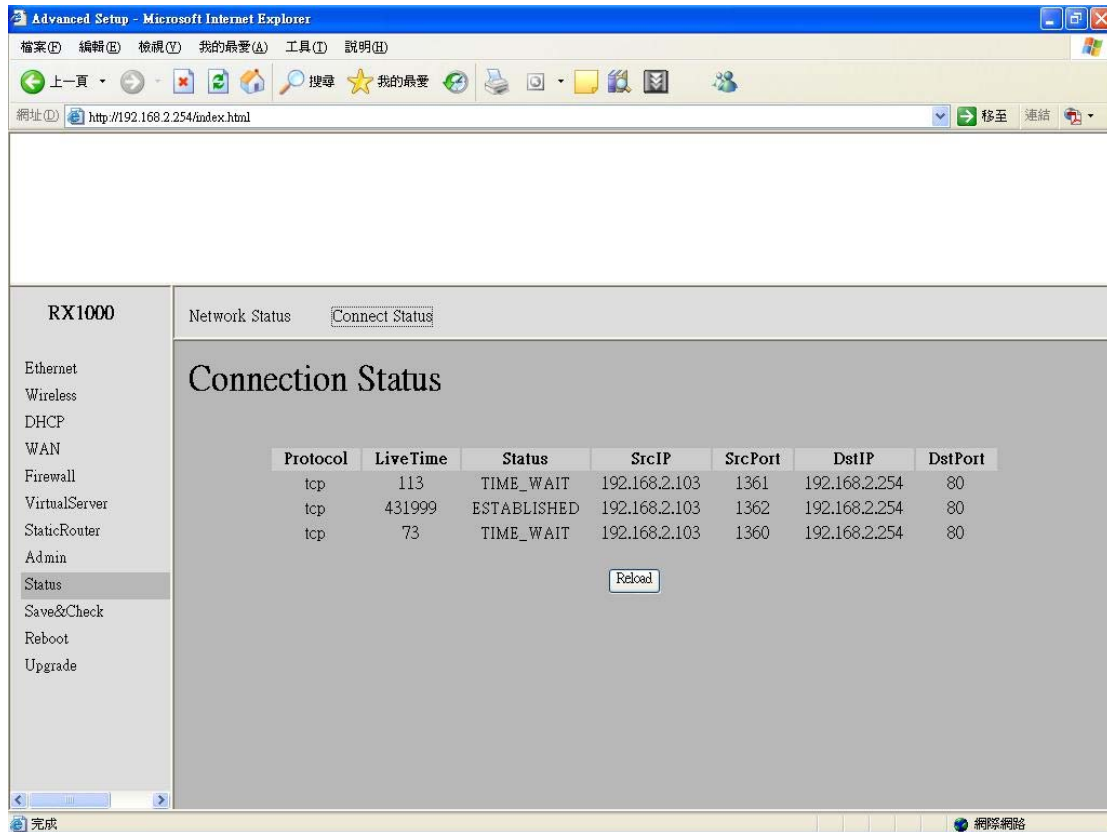 Advanced Setup - Microsoft Internet Explorer
檔案(F) 編輯(E) 檢視(V) 我的最愛(A) 工具(T) 說明(H)
上一頁 搜尋 我的最愛
網址(D) http://192.168.2.254/index.html 移至 連結
RX1000
Network Status Connect Status
Ethernet
Wireless
DHCP
WAN
Firewall
VirtualServer
StaticRouter
Admin
Status
Save&Check
Reboot
Upgrade
Connection Status
Protocol LiveTime Status SrcIP SrcPort DstIP DstPort
tcp 113 TIME_WAIT 192.168.2.103 1361 192.168.2.254 80
tcp 431999 ESTABLISHED 192.168.2.103 1362 192.168.2.254 80
tcp 73 TIME_WAIT 192.168.2.103 1360 192.168.2.254 80
Reload
完成 網際網路